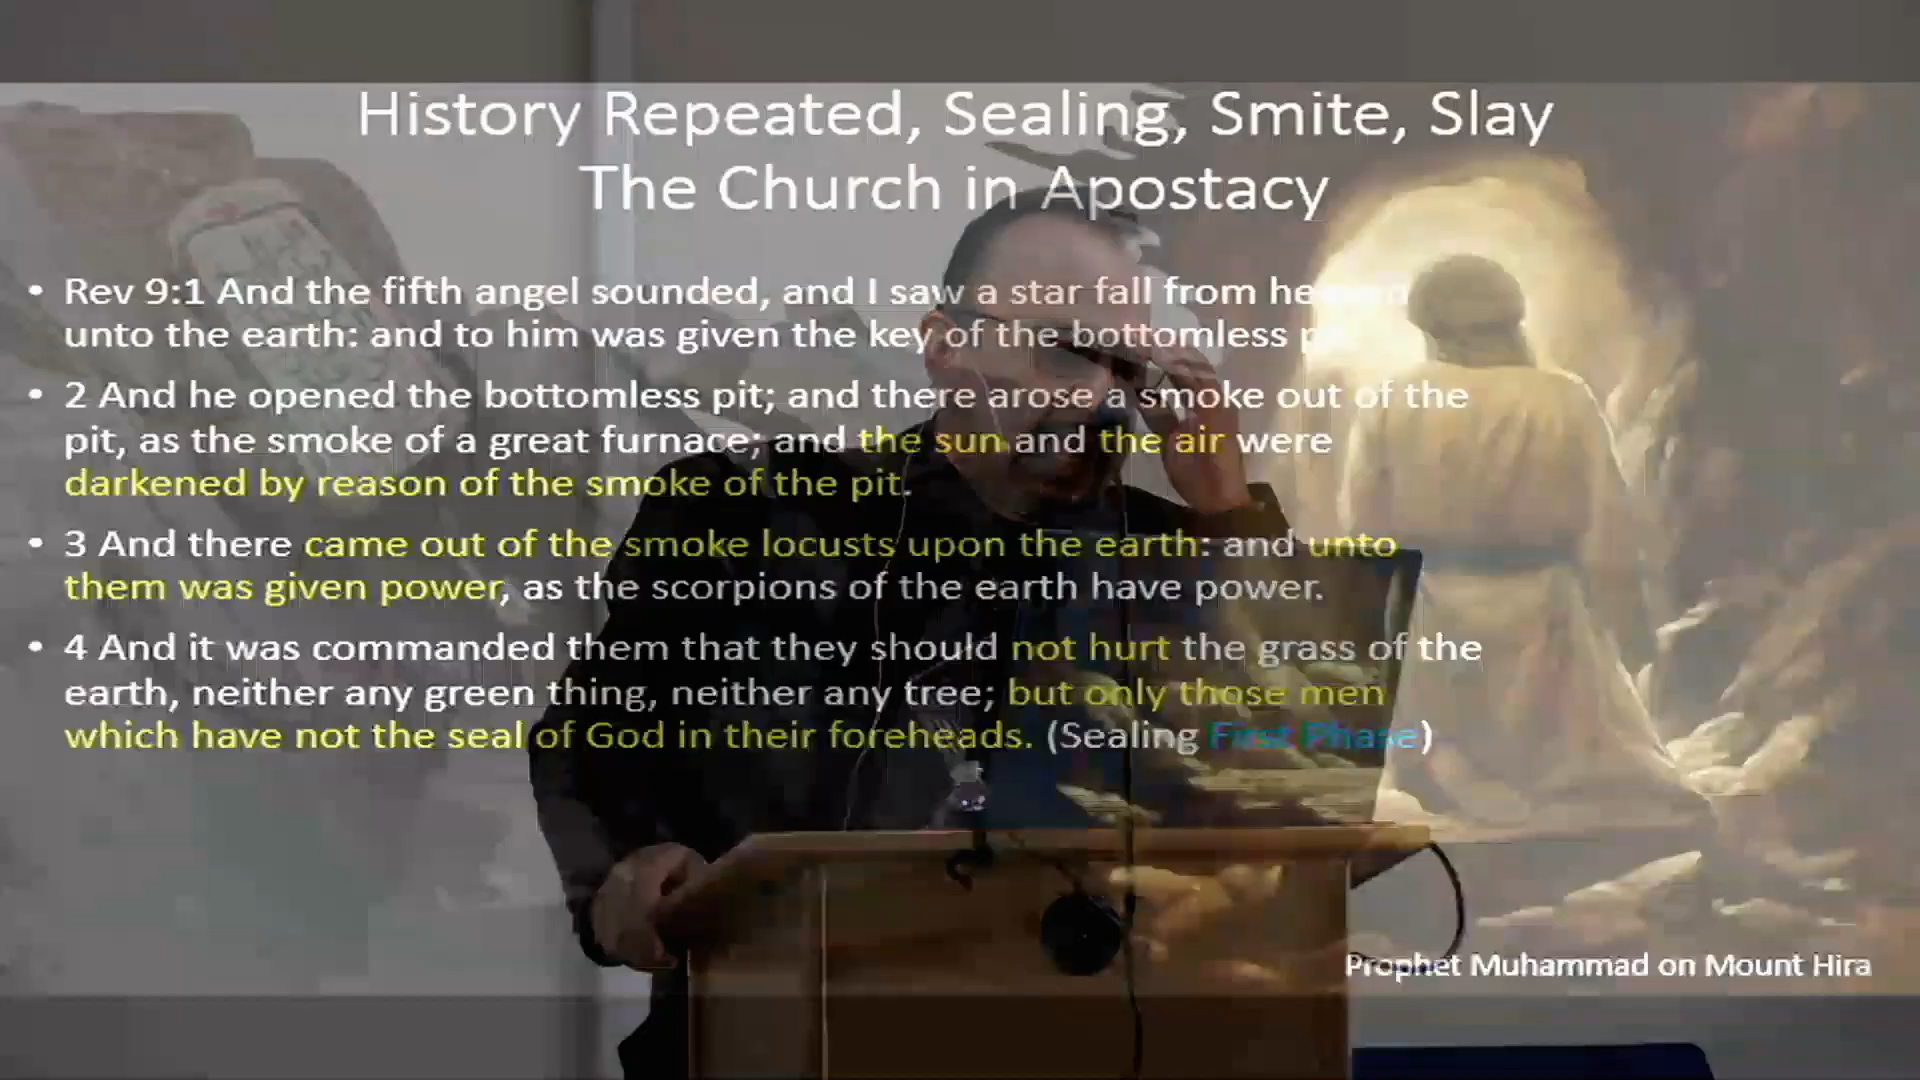 History Repeated, Sealing, Smite, Slay
The Church in Apostacy
• Rev 9:1 And the fifth angel sounded, and I saw a star fall from heaven
unto the earth: and to him was given the key of the bottomless
• 2 And he opened the bottomless pit; and there arose a smoke out of the
pit, as the smoke of a great furnace; and the sun and the air were
darkened by reason of the smoke of the pit.
• 3 And there came out of the smoke locusts upon the earth: and unto
them was given power, as the scorpions of the earth have power.
• 4 And it was commanded them that they should not hurt the grass of the
earth, neither any green thing, neither any tree; but only those men
which have not the seal of God in their foreheads. (Sealing First Phase)
Prophet Muhammad on Mount Hira